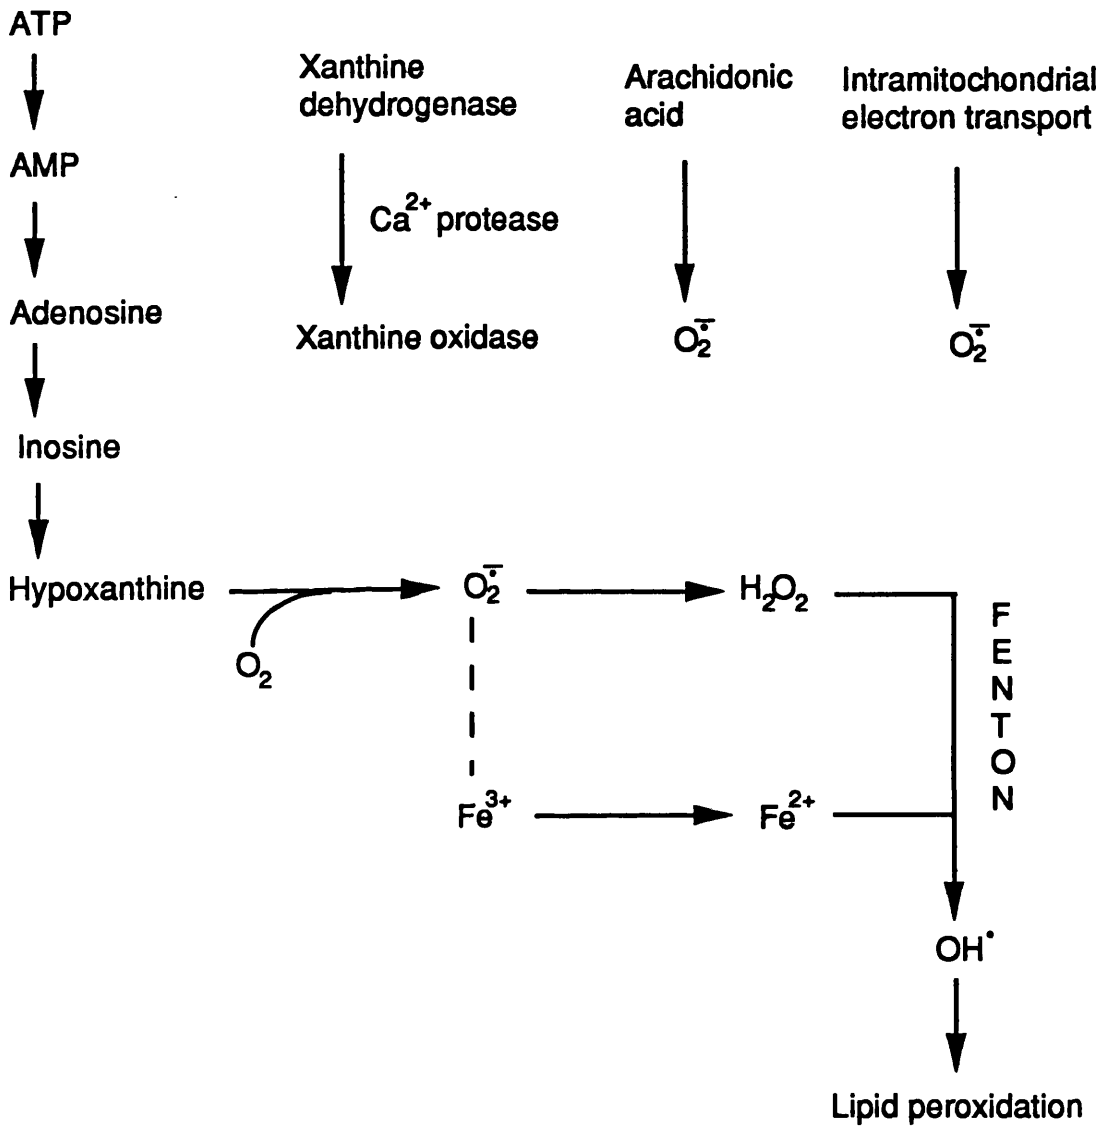 ATP
Xanthine
dehydrogenase
Arachidonic
acid
Intramitochondrial
electron transport
AMP
Ca²⁺ protease
Adenosine
Xanthine oxidase
O₂•̅
O₂•̅
Inosine
Hypoxanthine
O₂•̅
H₂O₂
O₂
F
E
N
T
O
N
Fe³⁺
Fe²⁺
OH•
Lipid peroxidation